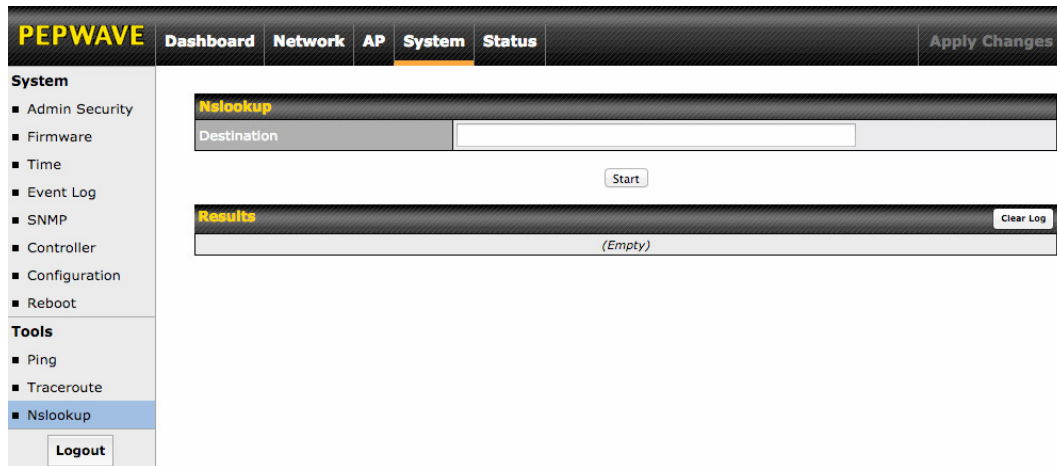 PEPWAVE
Dashboard Network AP System Status Apply Changes
System
Admin Security
Firmware
Time
Event Log
SNMP
Controller
Configuration
Reboot
Tools
Ping
Traceroute
Nslookup
Logout
Nslookup
Destination
Start
Results Clear Log
(Empty)